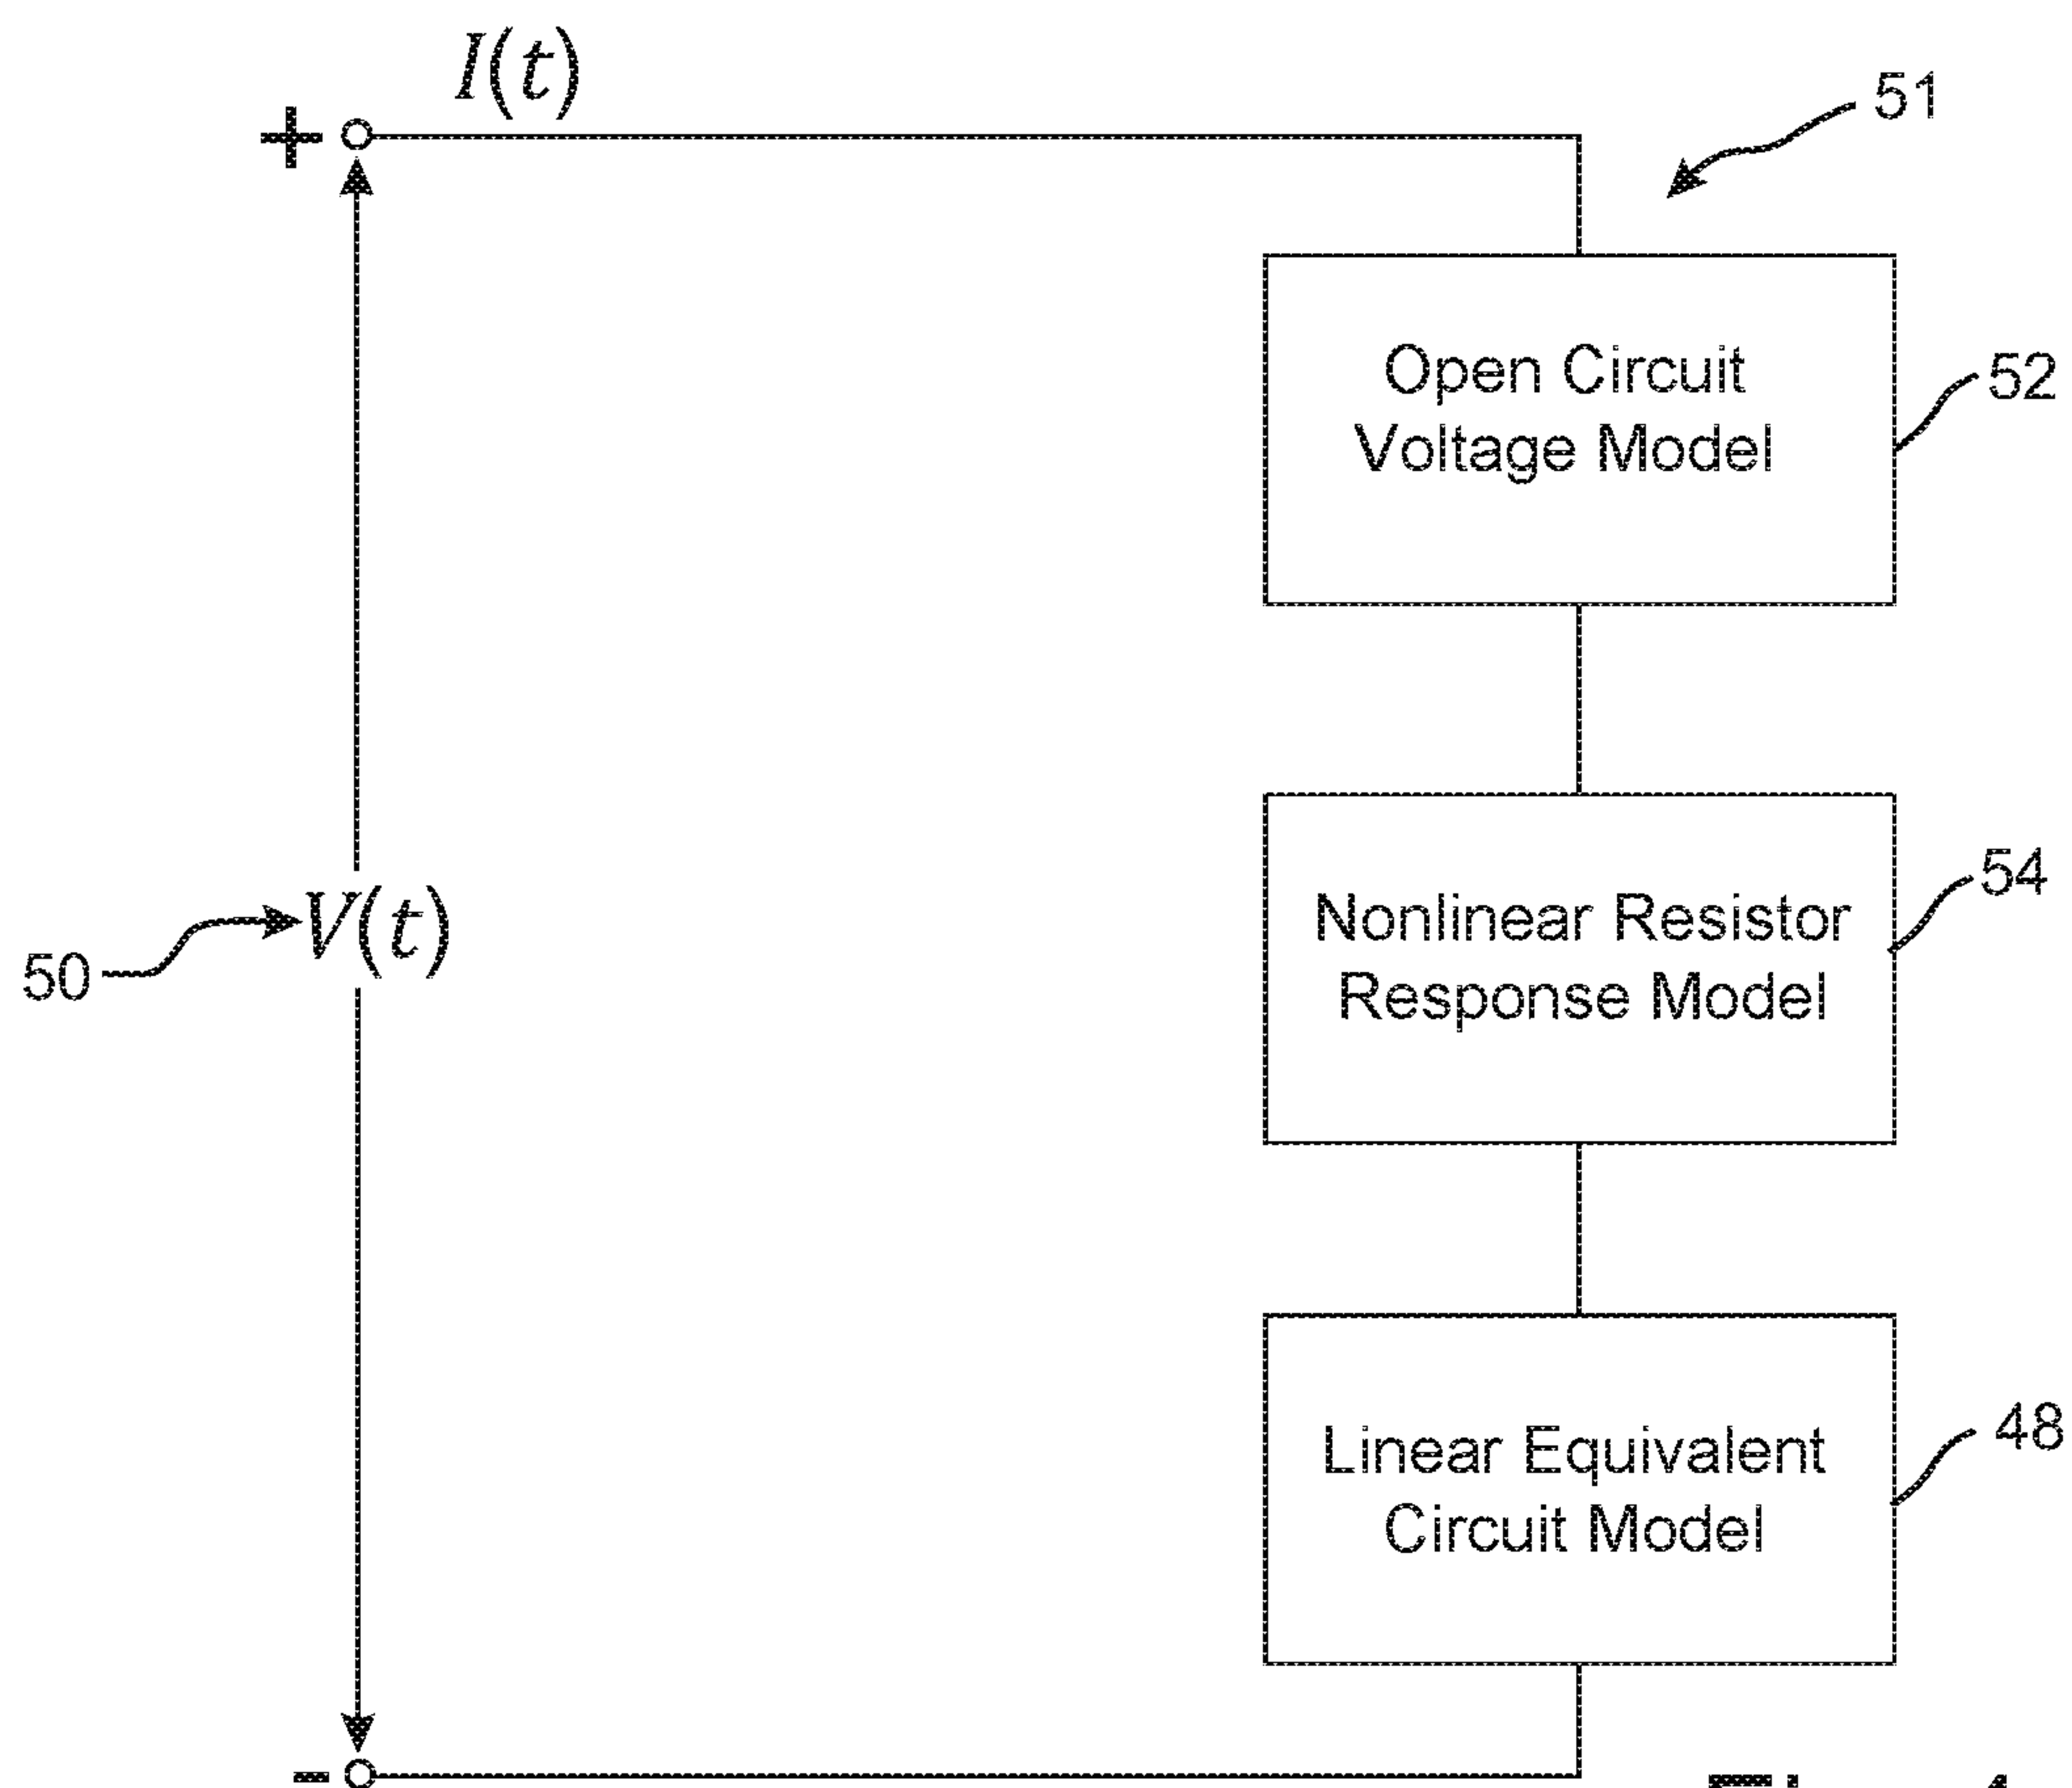 I(t)
+
51
Open Circuit
Voltage Model
52
Nonlinear Resistor
Response Model
54
V(t)
50
Linear Equivalent
Circuit Model
48
-